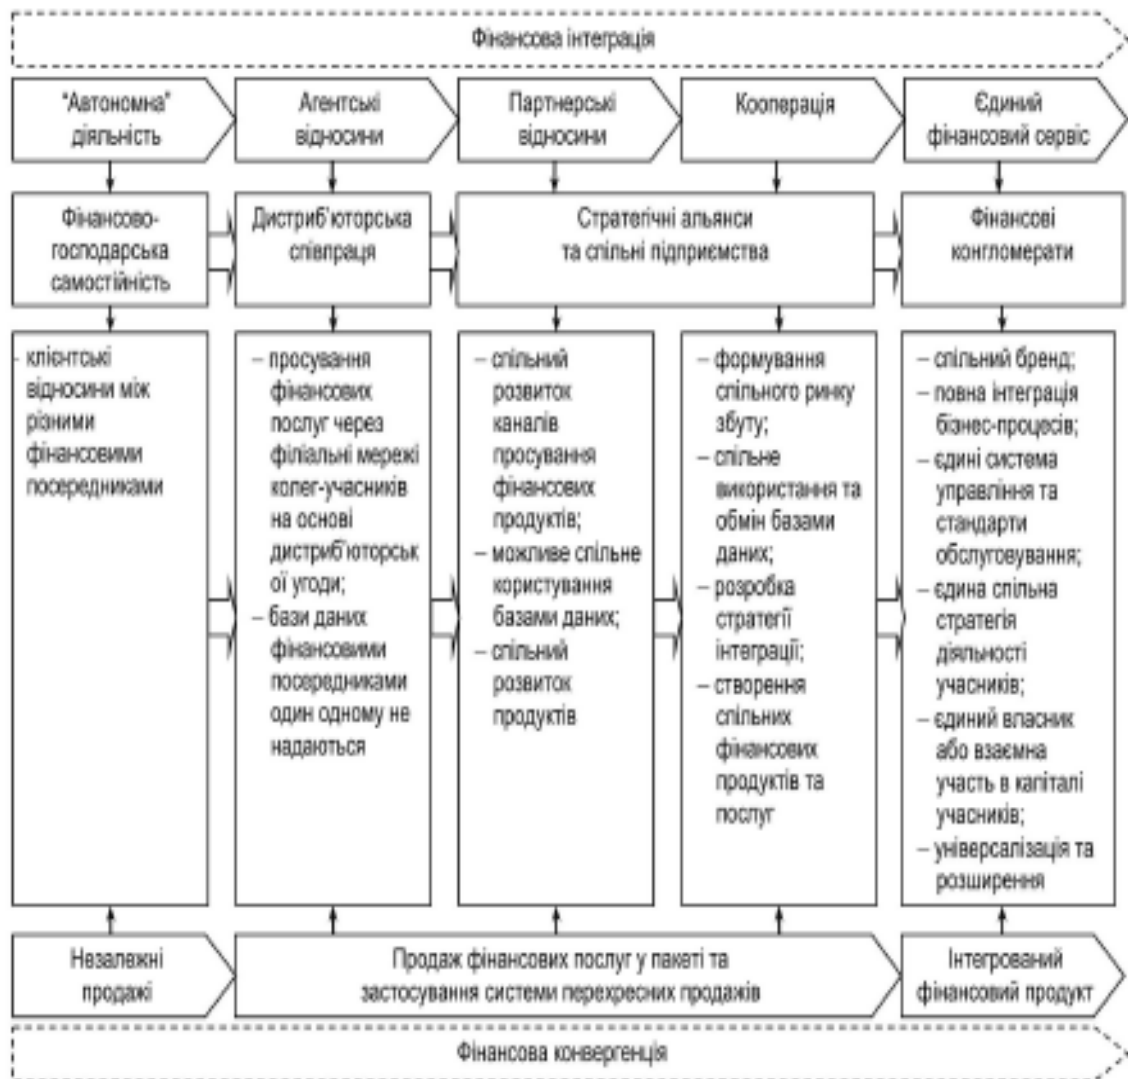 Фінансова інтеграція
"Автономна"
діяльність
Агентські
відносини
Партнерські
відносини
Кооперація
Єдиний
фінансовий сервіс
Фінансово-
господарська
самостійність
Дистриб'юторська
співпраця
Стратегічні альянси
та спільні підприємства
Фінансові
конгломерати
- клієнтські
відносини між
різними
фінансовими
посередниками
– просування
фінансових
послуг через
філіальні мережі
колег-учасників
на основі
дистриб'юторськ
ої угоди;
– бази даних
фінансовими
посередниками
один одному не
надаються
– спільний
розвиток
каналів
просування
фінансових
продуктів;
– можливе спільне
користування
базами даних;
– спільний
розвиток
продуктів
– формування
спільного ринку
збуту;
– спільне
використання та
обмін базами
даних;
– розробка
стратегії
інтеграції;
– створення
спільних
фінансових
продуктів та
послуг
– спільний бренд;
– повна інтеграція
бізнес-процесів;
– єдині система
управління та
стандарти
обслуговування;
– єдина спільна
стратегія
діяльності
учасників;
– єдиний власник
або взаємна
участь в капіталі
учасників;
– універсалізація та
розширення
Незалежні
продажі
Продаж фінансових послуг у пакеті та
застосування системи перехресних продажів
Інтегрований
фінансовий продукт
Фінансова конвергенція